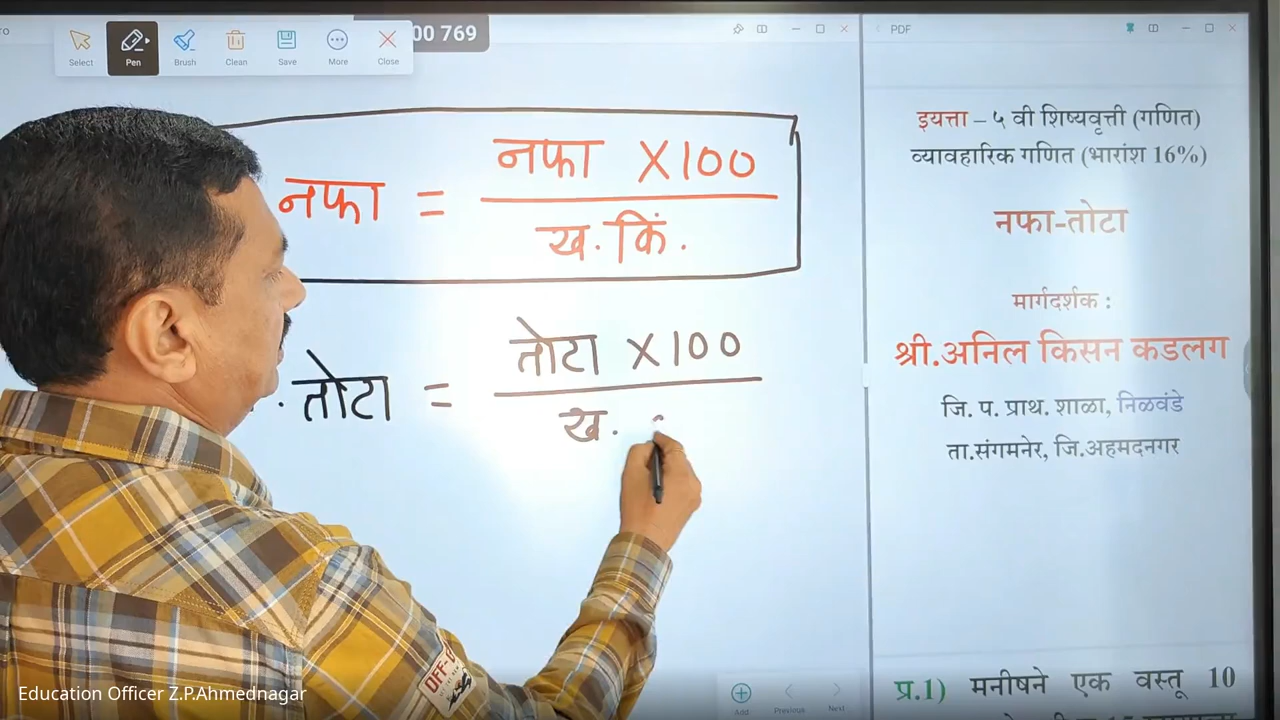 ro
00 769
Select Pen Brush Clean Save More Close
PDF
नफा = नफा X100
ख. किं.
. तोटा = तोटा X100
ख.
इयत्ता – ५ वी शिष्यवृत्ती (गणित)
व्यावहारिक गणित (भारांश 16%)
नफा-तोटा
मार्गदर्शक :
श्री.अनिल किसन कडलग
जि. प. प्राथ. शाळा, निळवंडे
ता.संगमनेर, जि.अहमदनगर
प्र.1) मनीषने एक वस्तू 10
OFF-
Add Previous Next
Education Officer Z.P.Ahmednagar